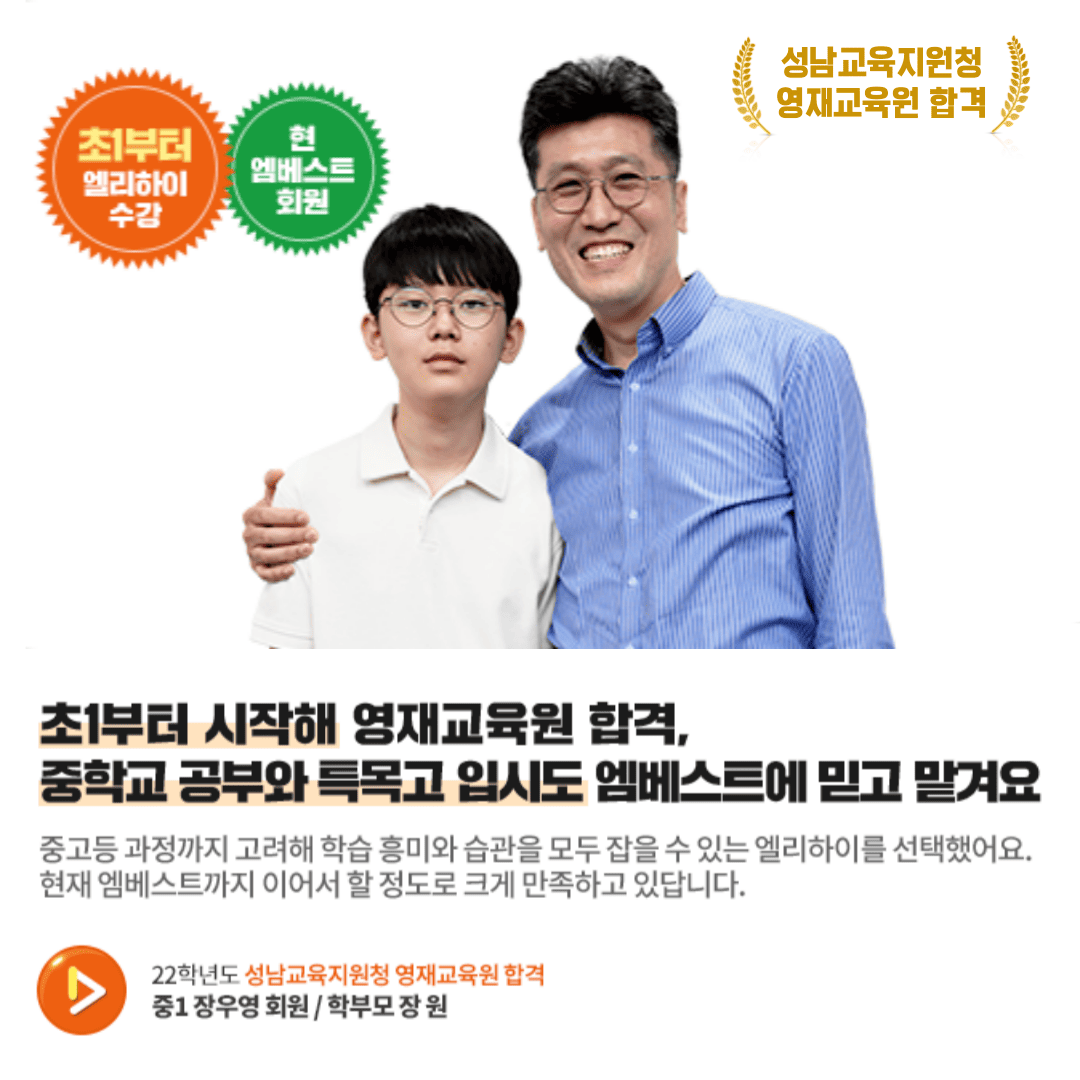 성남교육지원청
영재교육원 합격
초1부터
엘리하이
수강
현
엠베스트
회원
초1부터 시작해 영재교육원 합격,
중학교 공부와 특목고 입시도 엠베스트에 믿고 맡겨요
중고등 과정까지 고려해 학습 흥미와 습관을 모두 잡을 수 있는 엘리하이를 선택했어요.
현재 엠베스트까지 이어서 할 정도로 크게 만족하고 있답니다.
22학년도 성남교육지원청 영재교육원 합격
중1 장우영 회원 / 학부모 장 원